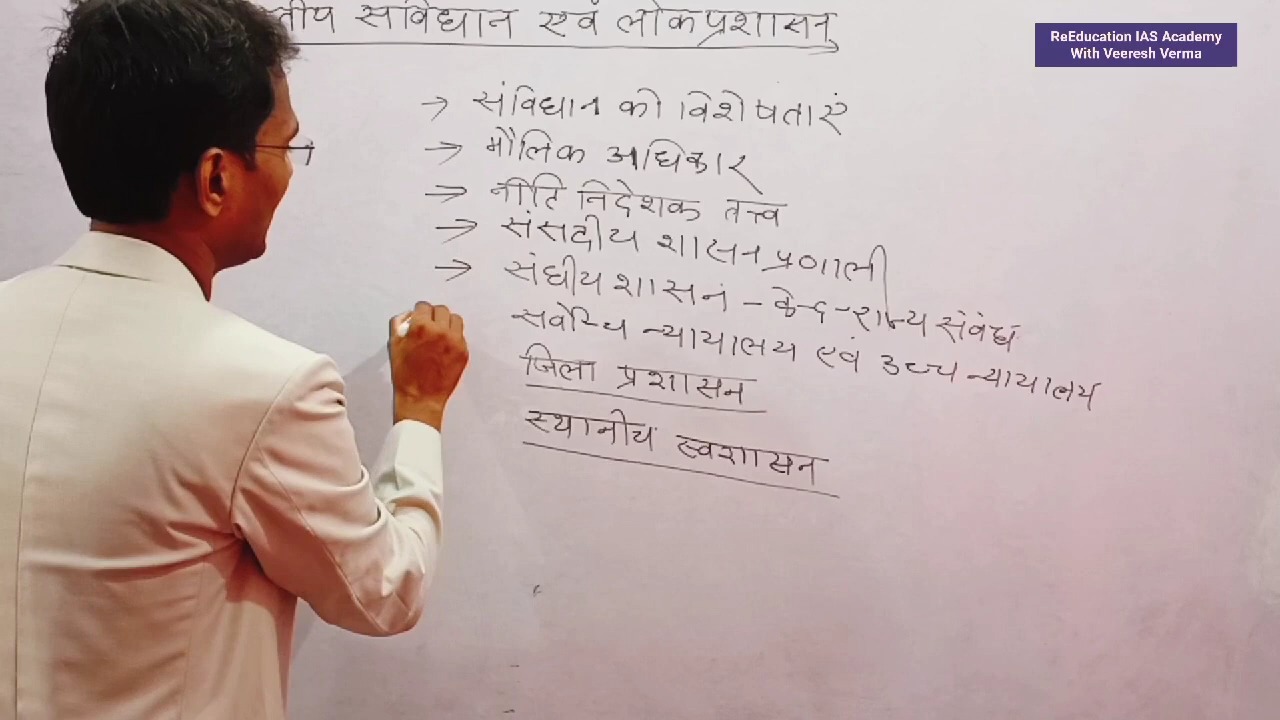 तीय संविधान एवं लोकप्रशासन
ReEducation IAS Academy
With Veeresh Verma
→ संविधान की विशेषताएं
→ मौलिक अधिकार
→ नीति निदेशक तत्त्व
→ संसदीय शासन प्रणाली
→ संघीय शासन - केन्द्र-राज्य संबंध
सर्वोच्च न्यायालय एवं उच्च न्यायालय
जिला प्रशासन
स्थानीय स्वशासन